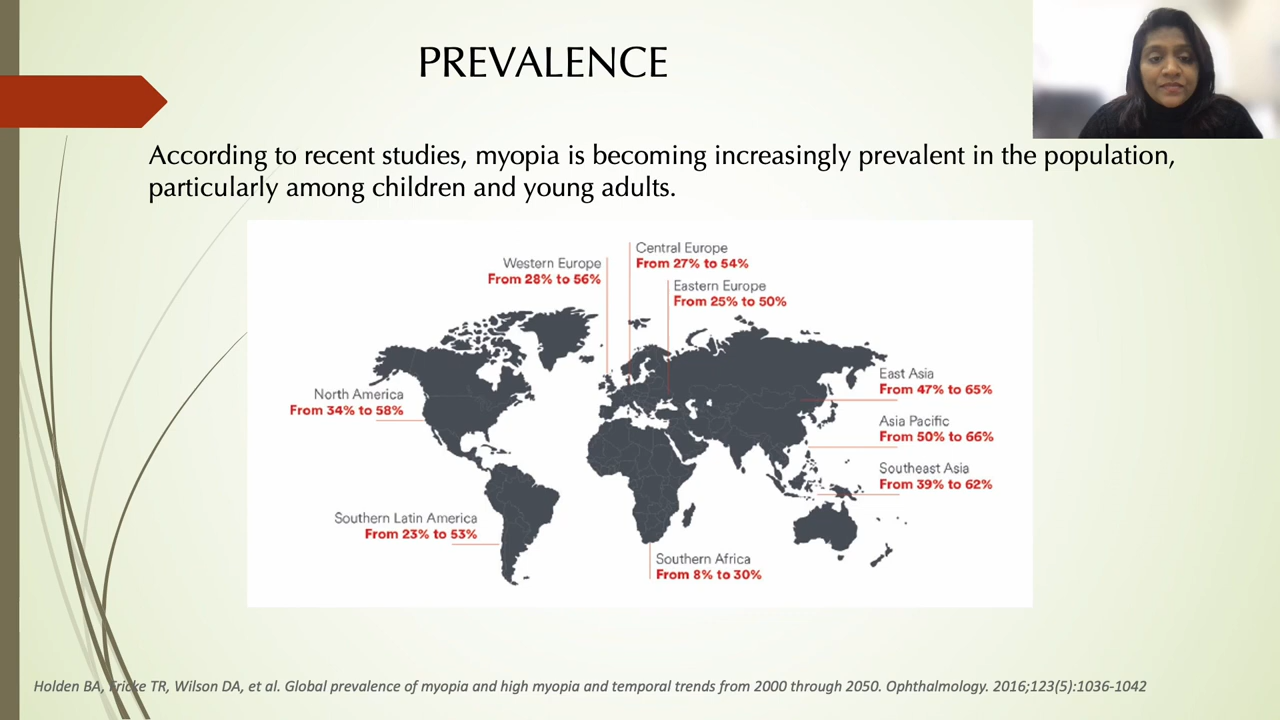 PREVALENCE
According to recent studies, myopia is becoming increasingly prevalent in the population,
particularly among children and young adults.
Central Europe
From 27% to 54%
Western Europe
From 28% to 56%
Eastern Europe
From 25% to 50%
North America
From 34% to 58%
East Asia
From 47% to 65%
Asia Pacific
From 50% to 66%
Southeast Asia
From 39% to 62%
Southern Latin America
From 23% to 53%
Southern Africa
From 8% to 30%
Holden BA, Fricke TR, Wilson DA, et al. Global prevalence of myopia and high myopia and temporal trends from 2000 through 2050. Ophthalmology. 2016;123(5):1036-1042